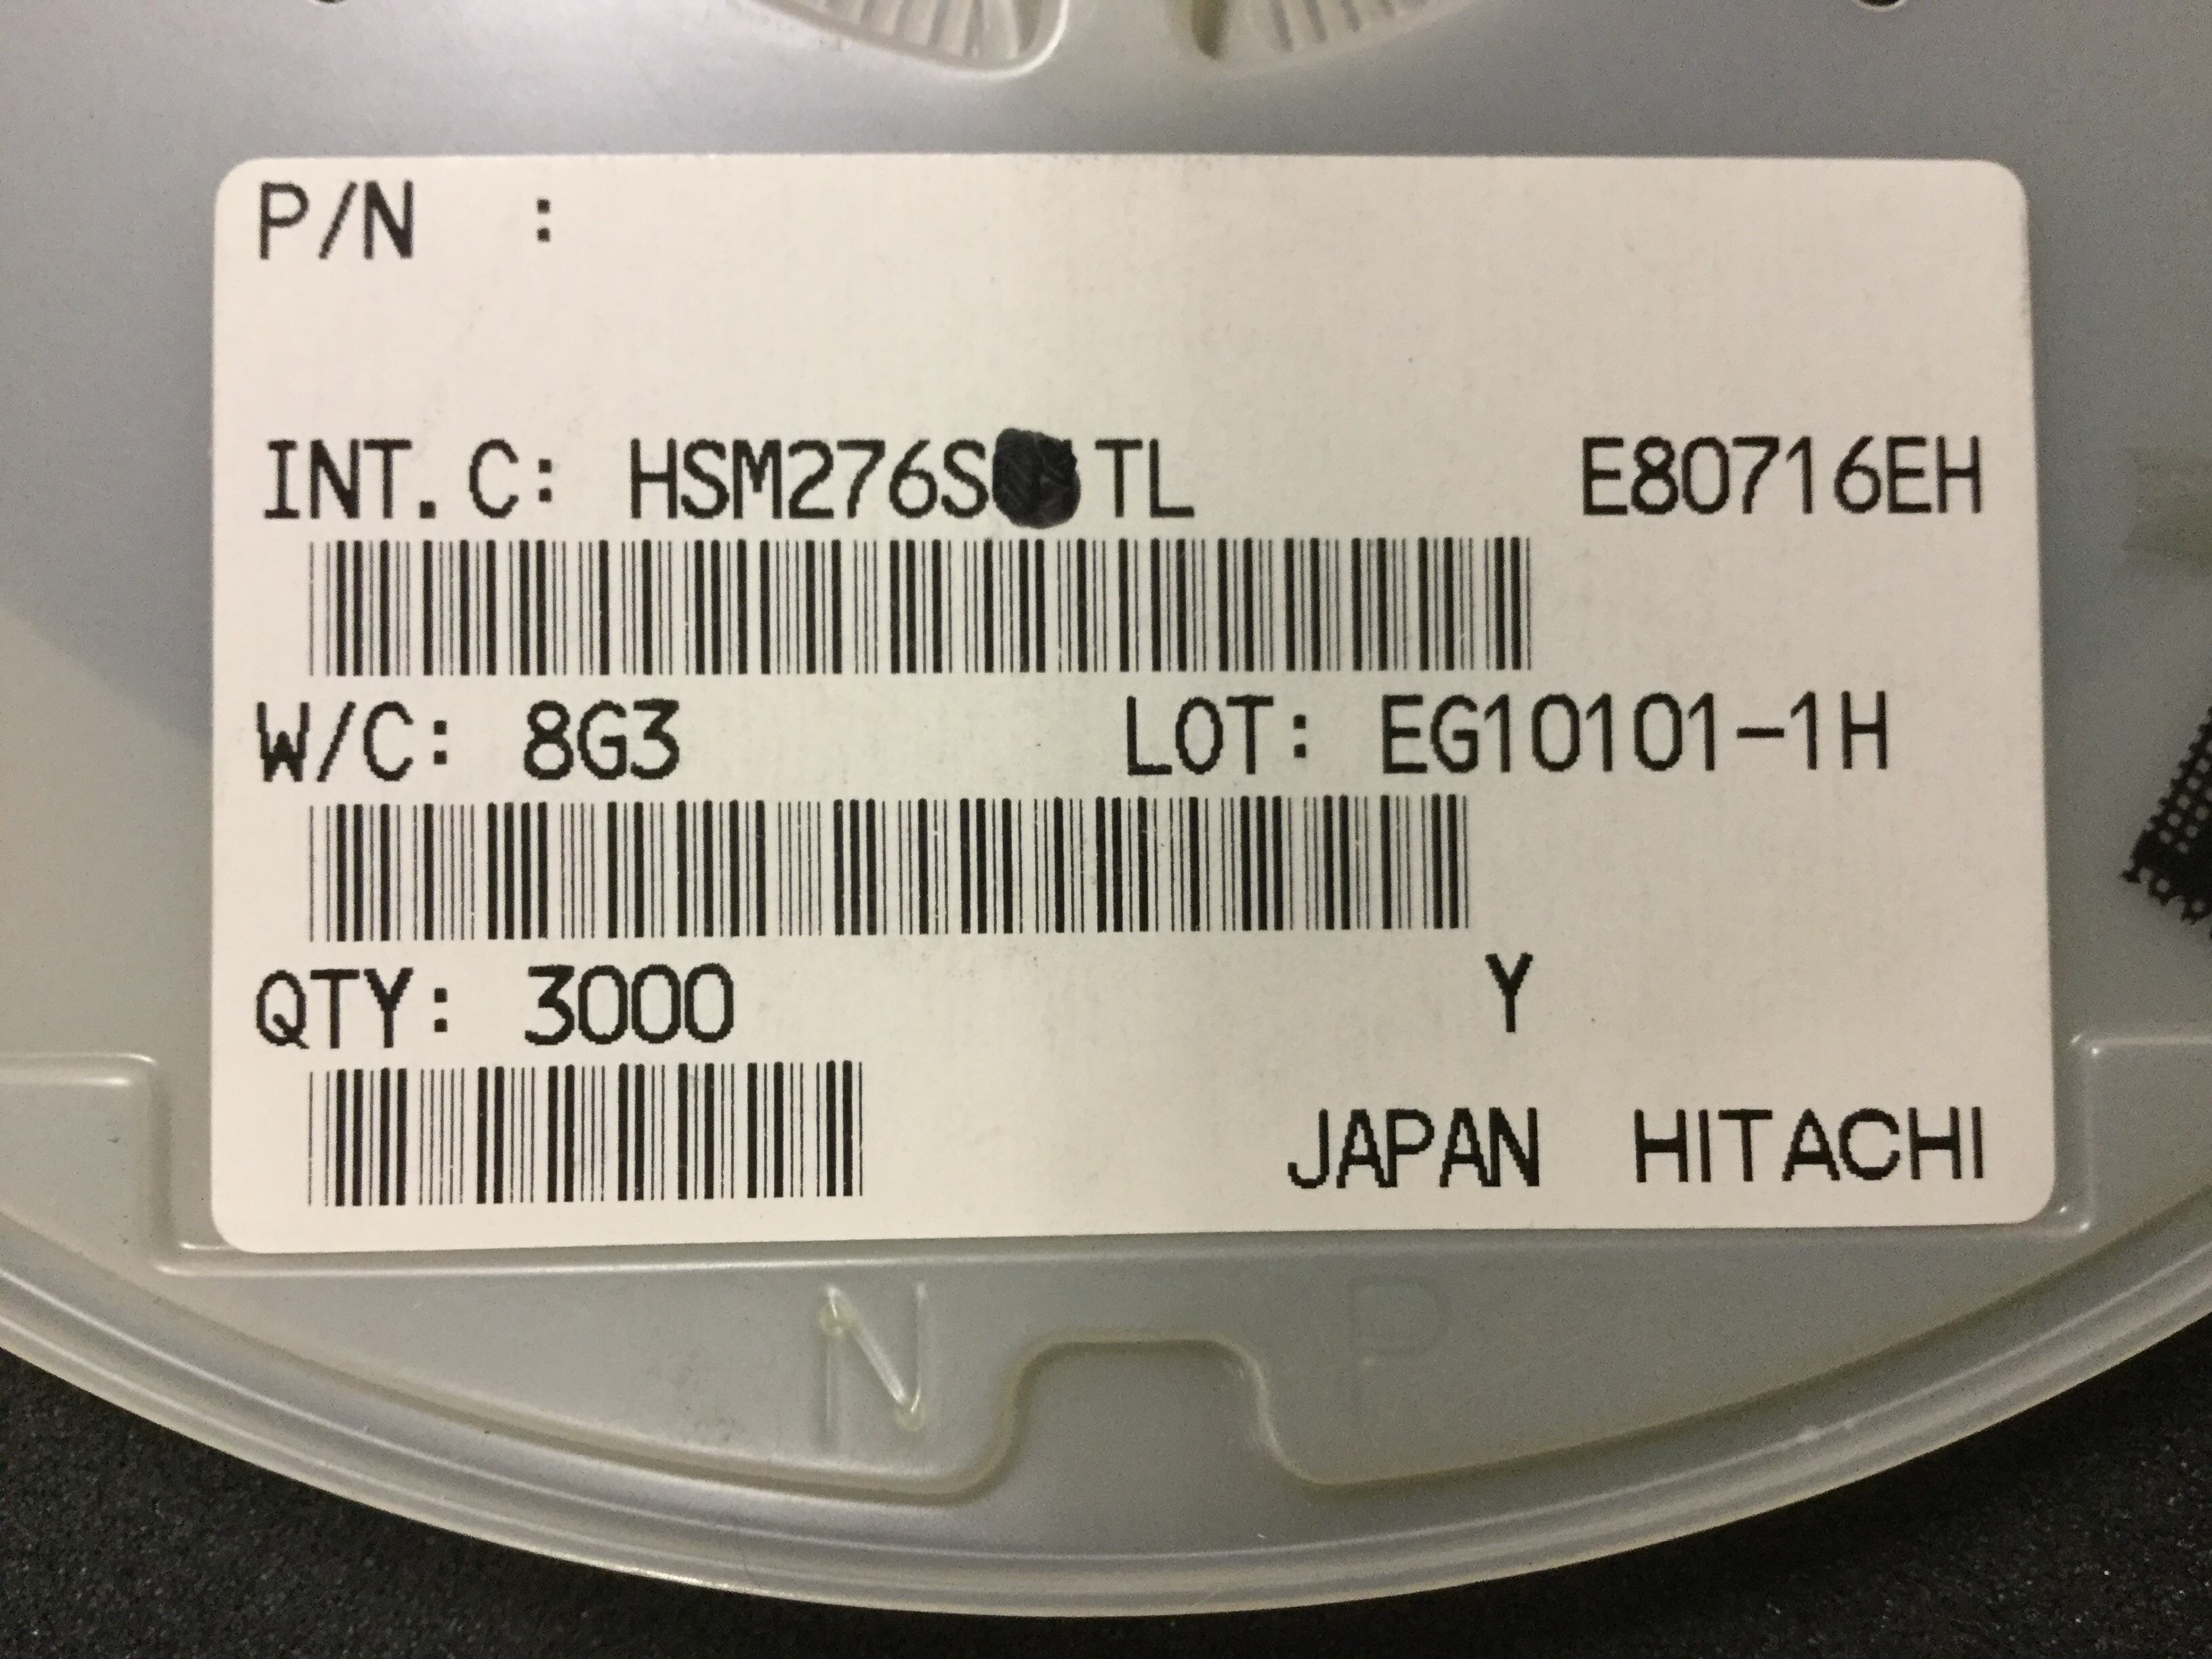 P/N :
INT.C: HSM276S TL E80716EH
W/C: 8G3 LOT: EG10101-1H
QTY: 3000 Y
JAPAN HITACHI
N P